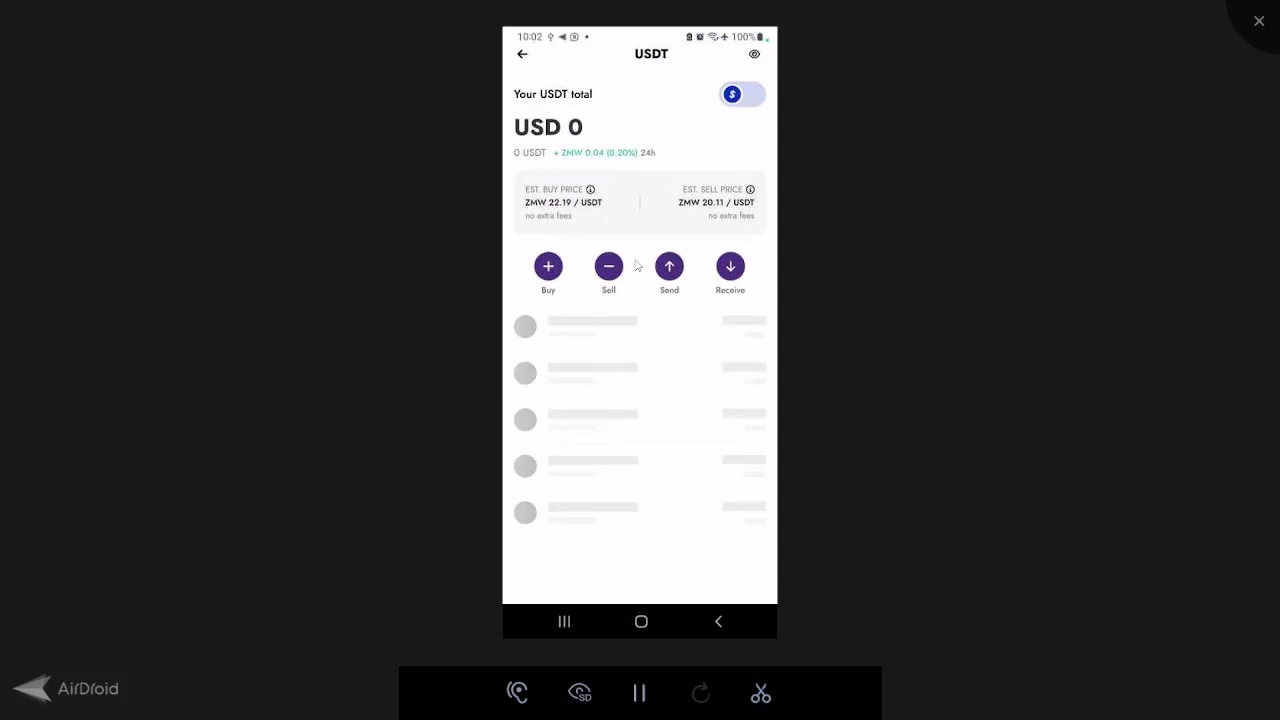 10:02
100%
USDT
Your USDT total
$
USD 0
0 USDT + ZMW 0.04 (0.20%) 24h
EST. BUY PRICE
EST. SELL PRICE
ZMW 22.19 / USDT
ZMW 20.11 / USDT
no extra fees
no extra fees
Buy
Sell
Send
Receive
AirDroid
SD